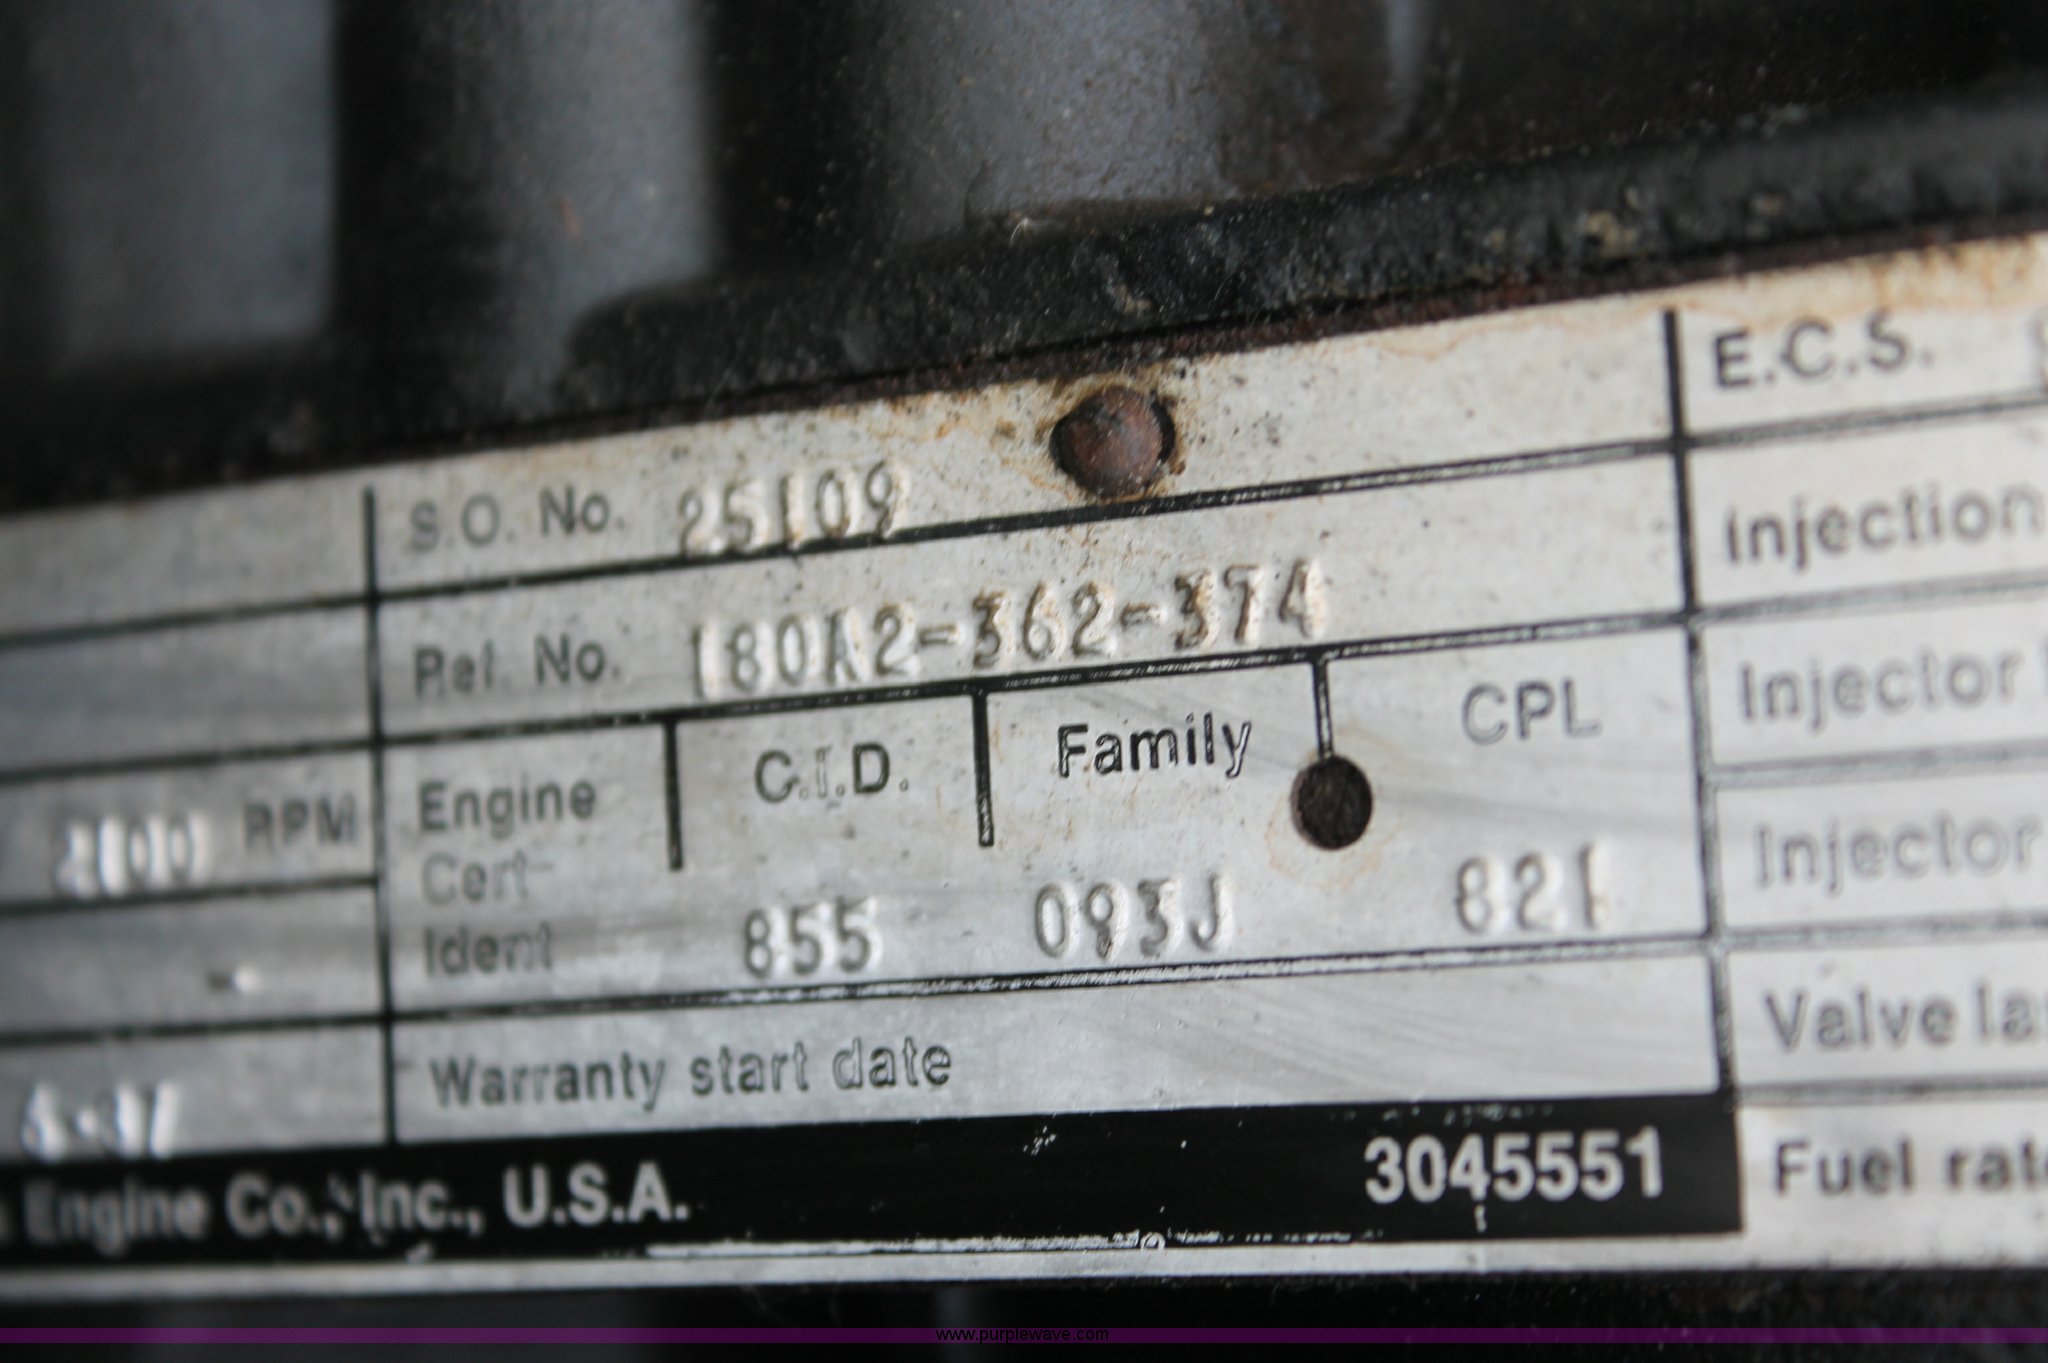 E.C.S.
S.O. No. 25109
Injection
Ref. No. 180A2-362-374
Injector
2100 RPM
Engine Cert Ident
C.I.D. 855
Family 093J
CPL 821
Injector
Valve la
Warranty start date
Engine Co., Inc., U.S.A. 3045551
Fuel rat
www.purplewave.com